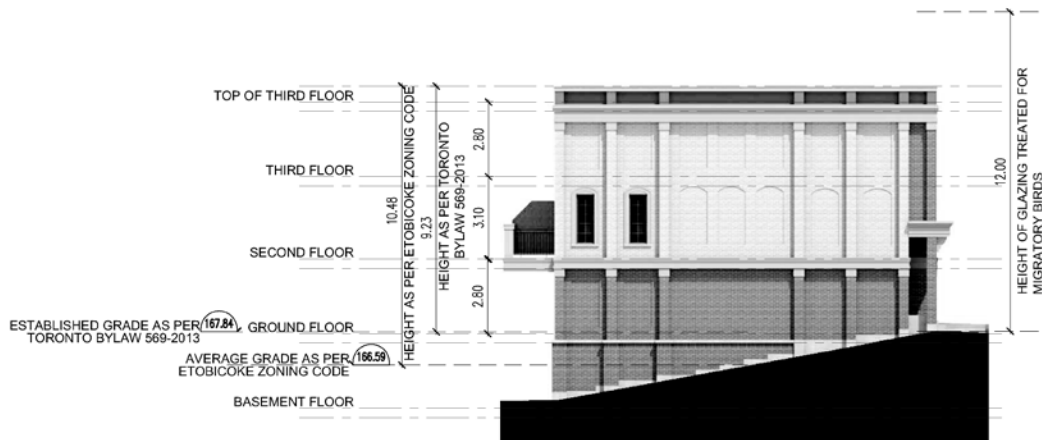 TOP OF THIRD FLOOR
THIRD FLOOR
SECOND FLOOR
ESTABLISHED GRADE AS PER 167.84 GROUND FLOOR
TORONTO BYLAW 569-2013
AVERAGE GRADE AS PER 166.59
ETOBICOKE ZONING CODE
BASEMENT FLOOR
10.48
HEIGHT AS PER ETOBICOKE ZONING CODE
9.23
HEIGHT AS PER TORONTO
BYLAW 569-2013
2.80
3.10
2.80
12.00
HEIGHT OF GLAZING TREATED FOR
MIGRATORY BIRDS